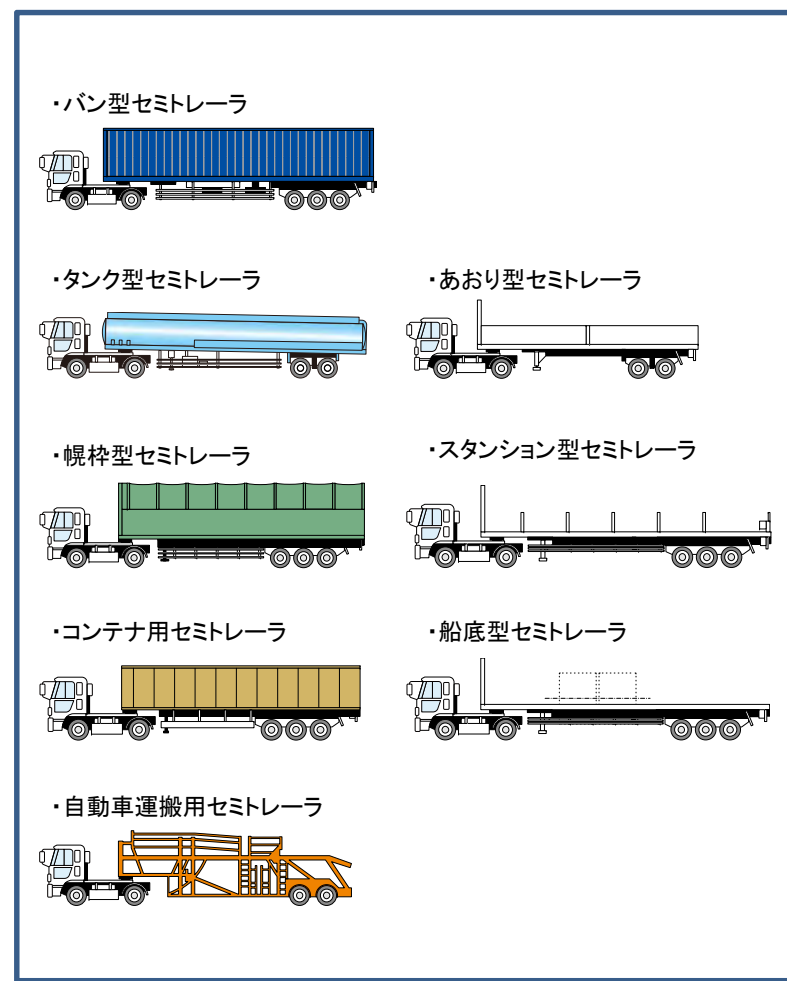 ・バン型セミトレーラ
・タンク型セミトレーラ
・あおり型セミトレーラ
・幌枠型セミトレーラ
・スタンション型セミトレーラ
・コンテナ用セミトレーラ
・船底型セミトレーラ
・自動車運搬用セミトレーラ